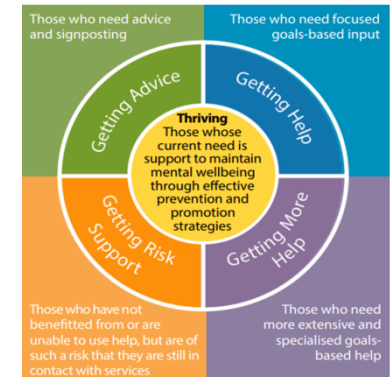 Those who need advice
and signposting
Those who need focused
goals-based input
Getting Advice
Getting Help
Thriving
Those whose
current need is
support to maintain
mental wellbeing
through effective
prevention and
promotion
strategies
Getting Risk
Support
Getting More
Help
Those who have not
benefitted from or are
unable to use help, but are of
such a risk that they are still in
contact with services
Those who need
more extensive and
specialised goals-
based help